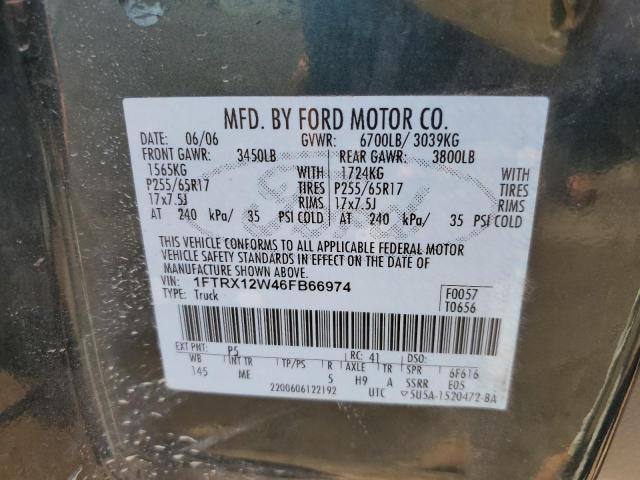 MFD. BY FORD MOTOR CO.
DATE: 06/06 GVWR: 6700LB/ 3039KG
FRONT GAWR: 3450LB REAR GAWR: 3800LB
1565KG WITH 1724KG WITH
P255/65R17 TIRES P255/65R17 TIRES
17x7.5J RIMS 17x7.5J RIMS
AT 240 kPa/ 35 PSI COLD AT 240 kPa/ 35 PSI COLD
THIS VEHICLE CONFORMS TO ALL APPLICABLE FEDERAL MOTOR
VEHICLE SAFETY STANDARDS IN EFFECT ON THE DATE OF
MANUFACTURE SHOWN ABOVE.
VIN: 1FTRX12W46FB66974 F0057
TYPE: Truck T0656
EXT PNT: P5 RC: 41 DSO:
WB INT TR TP/PS R AXLE TR SPR 6F616
145 ME 5 H9 A SSRR E05
2200606122192 UTC ▽5U5A-1520472-BA
Ford